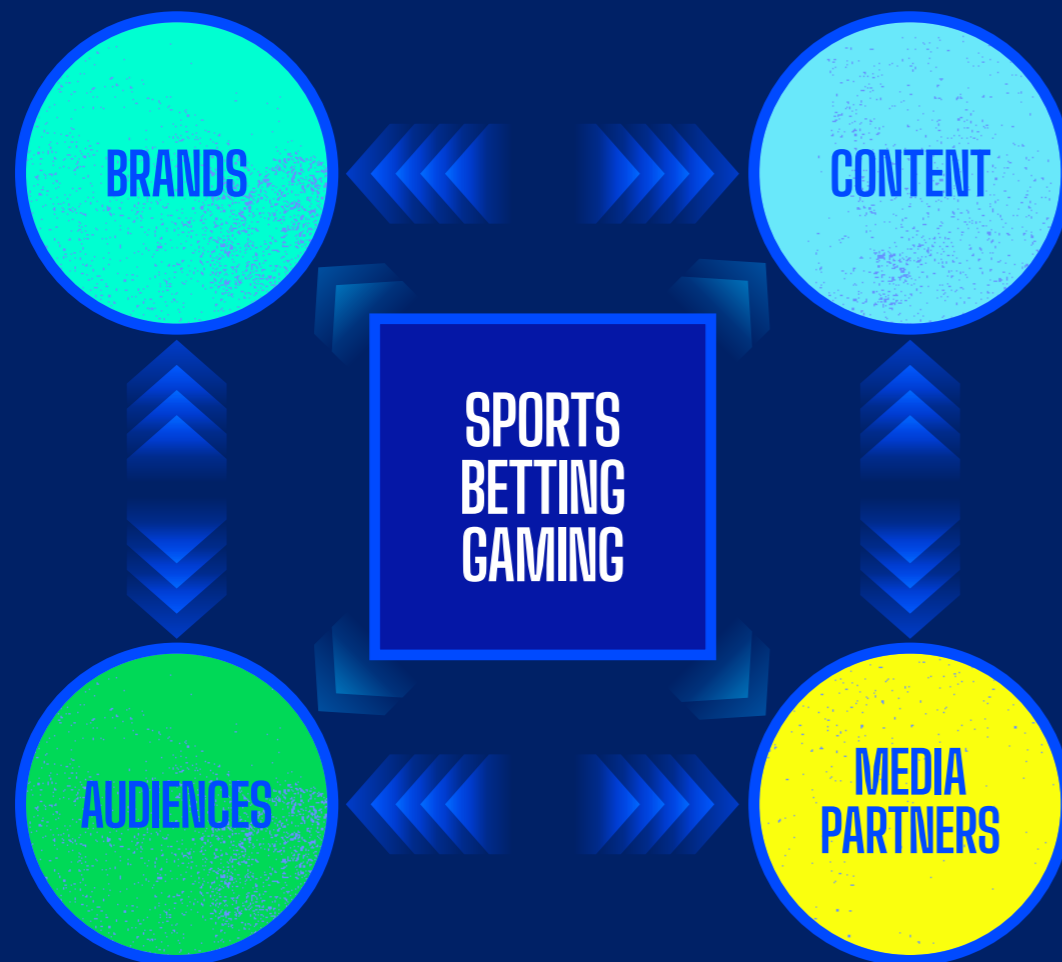 BRANDS
CONTENT
SPORTS
BETTING
GAMING
AUDIENCES
MEDIA
PARTNERS